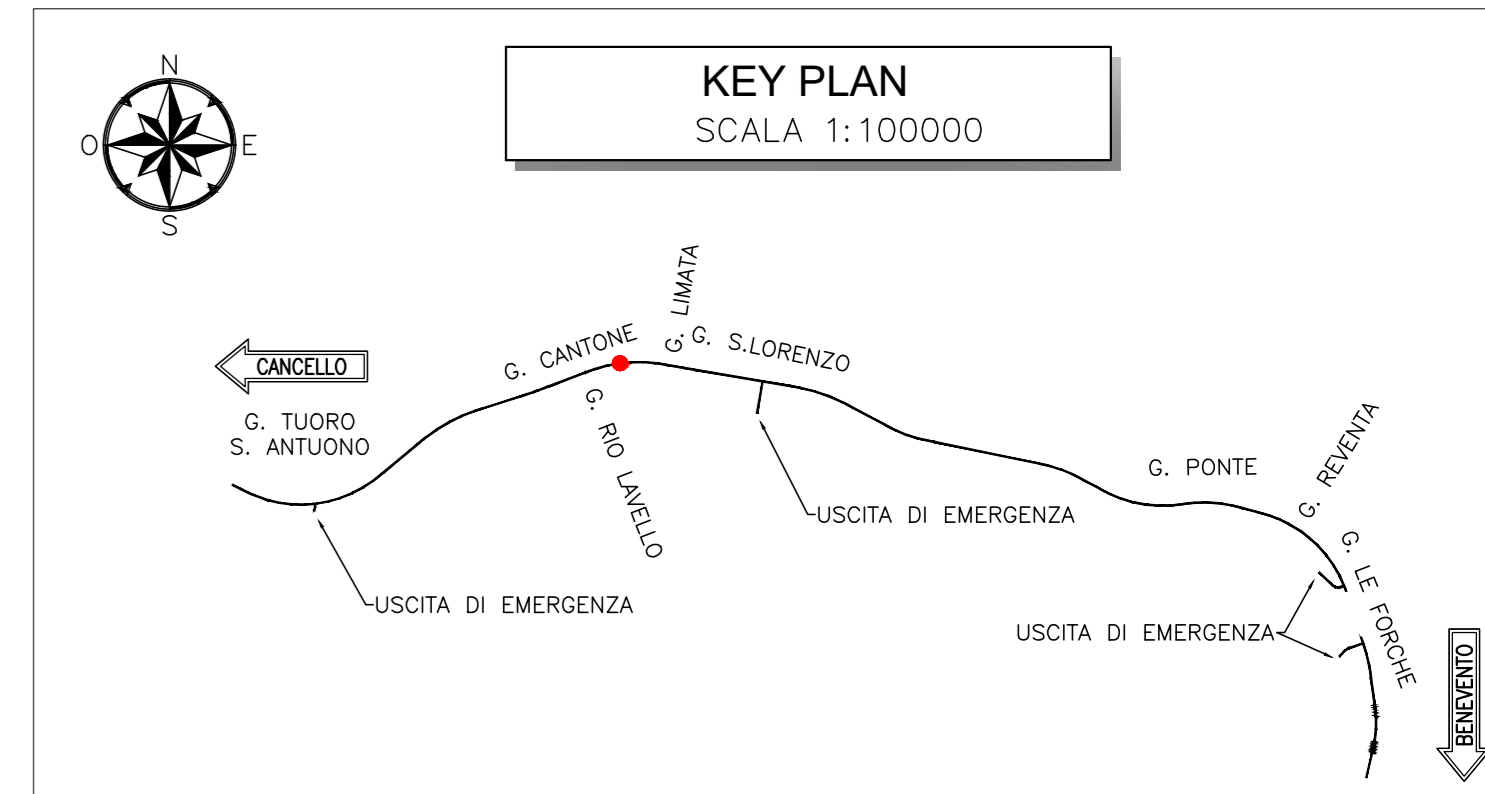 N
O
E
S
KEY PLAN
SCALA 1:100000
CANCELLO
G. TUORO
S. ANTUONO
G. CANTONE
G. RIO LAVELLO
G. LIMATA
G. S.LORENZO
G. PONTE
G. REVENTA
G. LE FORCHE
USCITA DI EMERGENZA
USCITA DI EMERGENZA
USCITA DI EMERGENZA
BENEVENTO